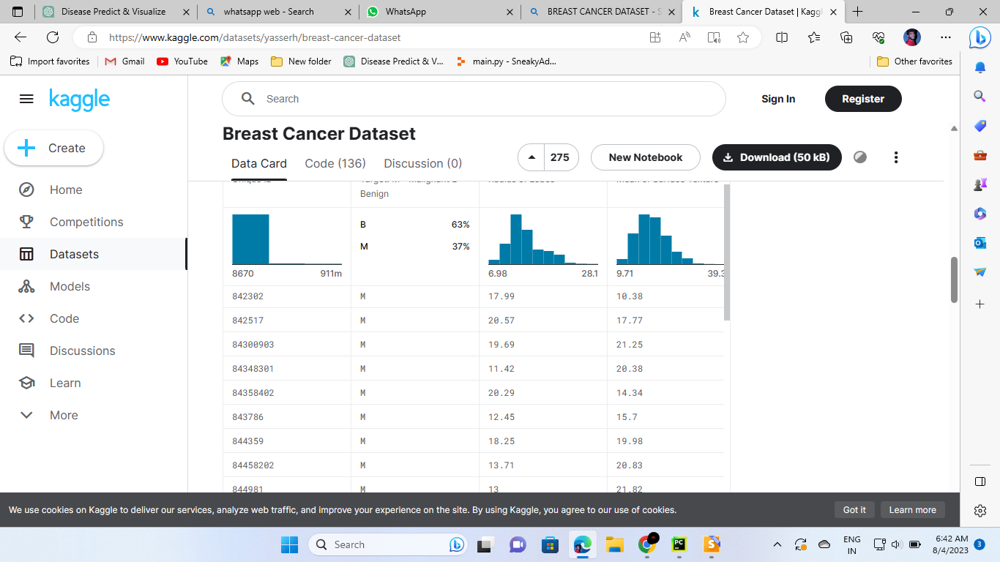 Disease Predict & Visualize
whatsapp web - Search
WhatsApp
BREAST CANCER DATASET - S
Breast Cancer Dataset | Kaggl
https://www.kaggle.com/datasets/yasserh/breast-cancer-dataset
Import favorites
Gmail
YouTube
Maps
New folder
Disease Predict & V...
main.py - SneakyAd...
Other favorites
kaggle
Search
Sign In
Register
Create
Home
Competitions
Datasets
Models
Code
Discussions
Learn
More
Breast Cancer Dataset
Data Card
Code (136)
Discussion (0)
275
New Notebook
Download (50 kB)
Benign
B 63%
M 37%
8670 911m
6.98 28.1
9.71 39.3
842302 M 17.99 10.38
842517 M 20.57 17.77
84300903 M 19.69 21.25
84348301 M 11.42 20.38
84358402 M 20.29 14.34
843786 M 12.45 15.7
844359 M 18.25 19.98
84458202 M 13.71 20.83
844981 M 13 21.82
We use cookies on Kaggle to deliver our services, analyze web traffic, and improve your experience on the site. By using Kaggle, you agree to our use of cookies.
Got it
Learn more
Search
PC
ENG
IN
6:42 AM
8/4/2023
3